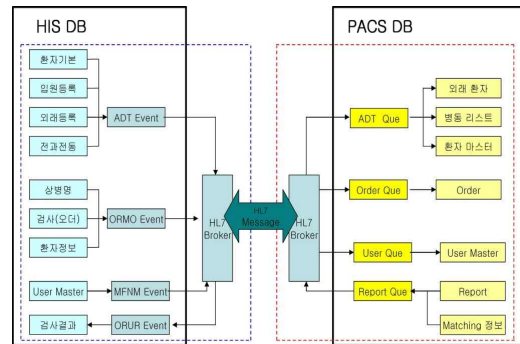 HIS DB
환자기본
입원등록
외래등록
전과전동
ADT Event
상병명
검사(오더)
환자정보
ORMO Event
User Master
MFNM Event
검사결과
ORUR Event
HL7
Broker
HL7
Message
PACS DB
HL7
Broker
ADT Que
외래 환자
병동 리스트
환자 마스터
Order Que
Order
User Que
User Master
Report Que
Report
Matching 정보